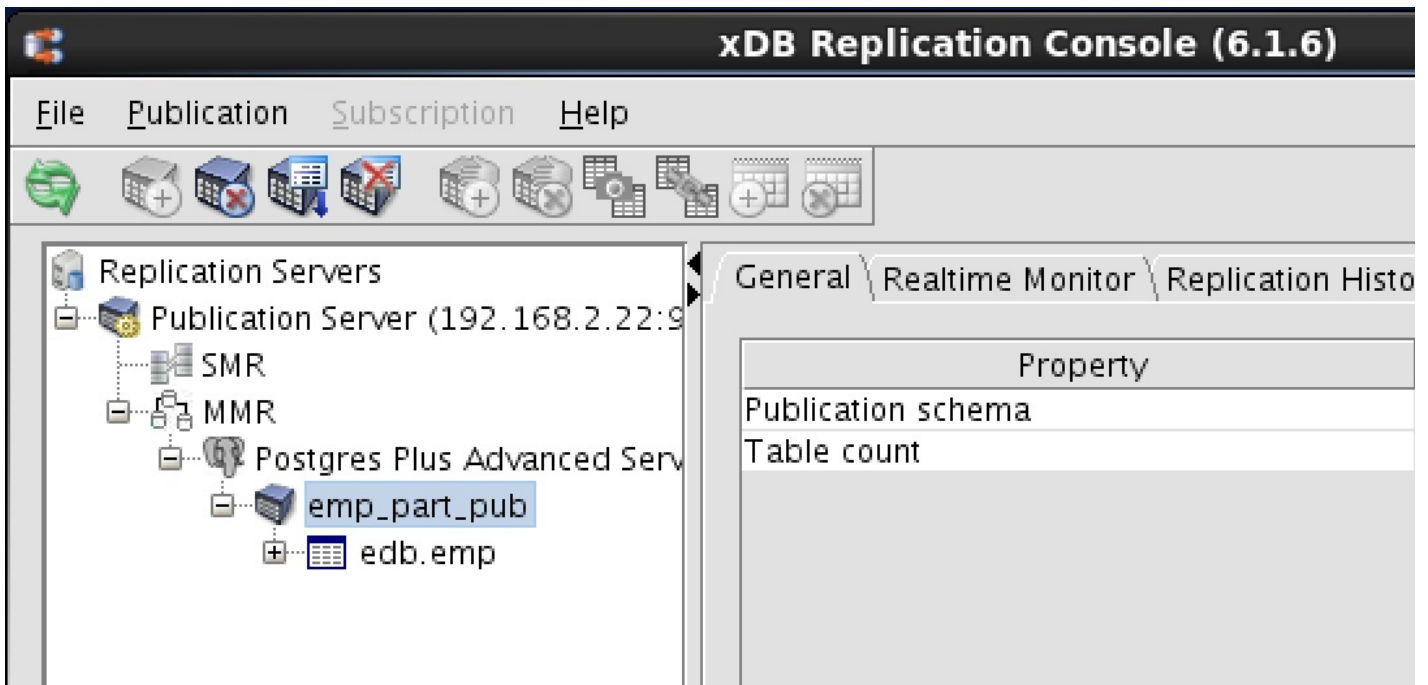 xDB Replication Console (6.1.6)
File Publication Subscription Help
Replication Servers
Publication Server (192.168.2.22:9
SMR
MMR
Postgres Plus Advanced Serv
emp_part_pub
edb.emp
General Realtime Monitor Replication Histo
Property
Publication schema
Table count